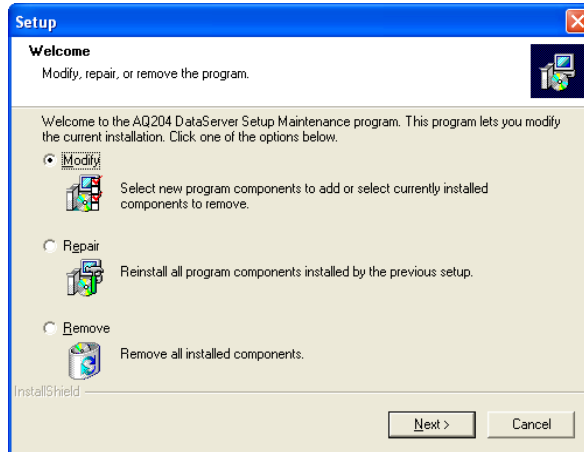 Setup
Welcome
Modify, repair, or remove the program.
Welcome to the AQ204 DataServer Setup Maintenance program. This program lets you modify
the current installation. Click one of the options below.
Modify
Select new program components to add or select currently installed
components to remove.
Repair
Reinstall all program components installed by the previous setup.
Remove
Remove all installed components.
InstallShield
Next >
Cancel